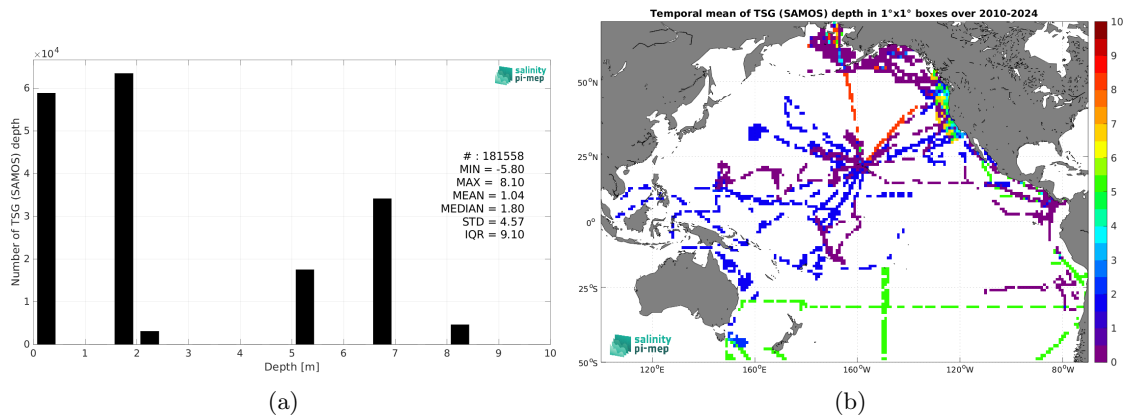 ×10⁴
6
5
4
3
2
1
0
Number of TSG (SAMOS) depth
0 1 2 3 4 5 6 7 8 9 10
Depth [m]
salinity
pi-mep
# : 181558
MIN = -5.80
MAX = 8.10
MEAN = 1.04
MEDIAN = 1.80
STD = 4.57
IQR = 9.10
(a)
Temporal mean of TSG (SAMOS) depth in 1°x1° boxes over 2010-2024
50°N
25°N
0°
25°S
50°S
120°E 160°E 160°W 120°W 80°W
salinity
pi-mep
10
9
8
7
6
5
4
3
2
1
0
(b)